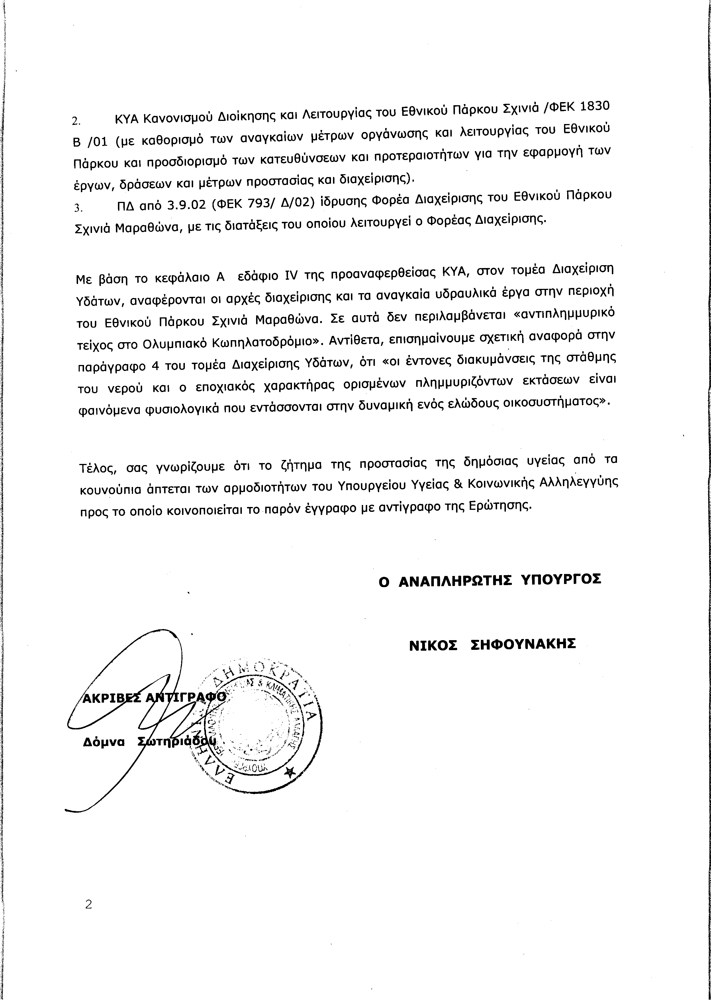 2. ΚΥΑ Κανονισμού Διοίκησης και Λειτουργίας του Εθνικού Πάρκου Σχινιά /ΦΕΚ 1830
Β /01 (με καθορισμό των αναγκαίων μέτρων οργάνωσης και λειτουργίας του Εθνικού
Πάρκου και προσδιορισμό των κατευθύνσεων και προτεραιοτήτων για την εφαρμογή των
έργων, δράσεων και μέτρων προστασίας και διαχείρισης).
3. ΠΔ από 3.9.02 (ΦΕΚ 793/ Δ/02) ίδρυσης Φορέα Διαχείρισης του Εθνικού Πάρκου
Σχινιά Μαραθώνα, με τις διατάξεις του οποίου λειτουργεί ο Φορέας Διαχείρισης.
Με βάση το κεφάλαιο Α εδάφιο IV της προαναφερθείσας ΚΥΑ, στον τομέα Διαχείριση
Υδάτων, αναφέρονται οι αρχές διαχείρισης και τα αναγκαία υδραυλικά έργα στην περιοχή
του Εθνικού Πάρκου Σχινιά Μαραθώνα. Σε αυτά δεν περιλαμβάνεται «αντιπλημμυρικό
τείχος στο Ολυμπιακό Κωπηλατοδρόμιο». Αντίθετα, επισημαίνουμε σχετική αναφορά στην
παράγραφο 4 του τομέα Διαχείρισης Υδάτων, ότι «οι έντονες διακυμάνσεις της στάθμης
του νερού και ο εποχιακός χαρακτήρας ορισμένων πλημμυριζόντων εκτάσεων είναι
φαινόμενα φυσιολογικά που εντάσσονται στην δυναμική ενός ελώδους οικοσυστήματος».
Τέλος, σας γνωρίζουμε ότι το ζήτημα της προστασίας της δημόσιας υγείας από τα
κουνούπια άπτεται των αρμοδιοτήτων του Υπουργείου Υγείας & Κοινωνικής Αλληλεγγύης
προς το οποίο κοινοποιείται το παρόν έγγραφο με αντίγραφο της Ερώτησης.
Ο ΑΝΑΠΛΗΡΩΤΗΣ ΥΠΟΥΡΓΟΣ
ΝΙΚΟΣ ΣΗΦΟΥΝΑΚΗΣ
ΑΚΡΙΒΕΣ ΑΝΤΙΓΡΑΦΟ
Δόμνα Σωτηριάδου
ΔΗΜΟΚΡΑΤΙΑ
& ΚΛΙΜΑΤΙΚΗΣ ΑΛΛΑΓΗΣ
2